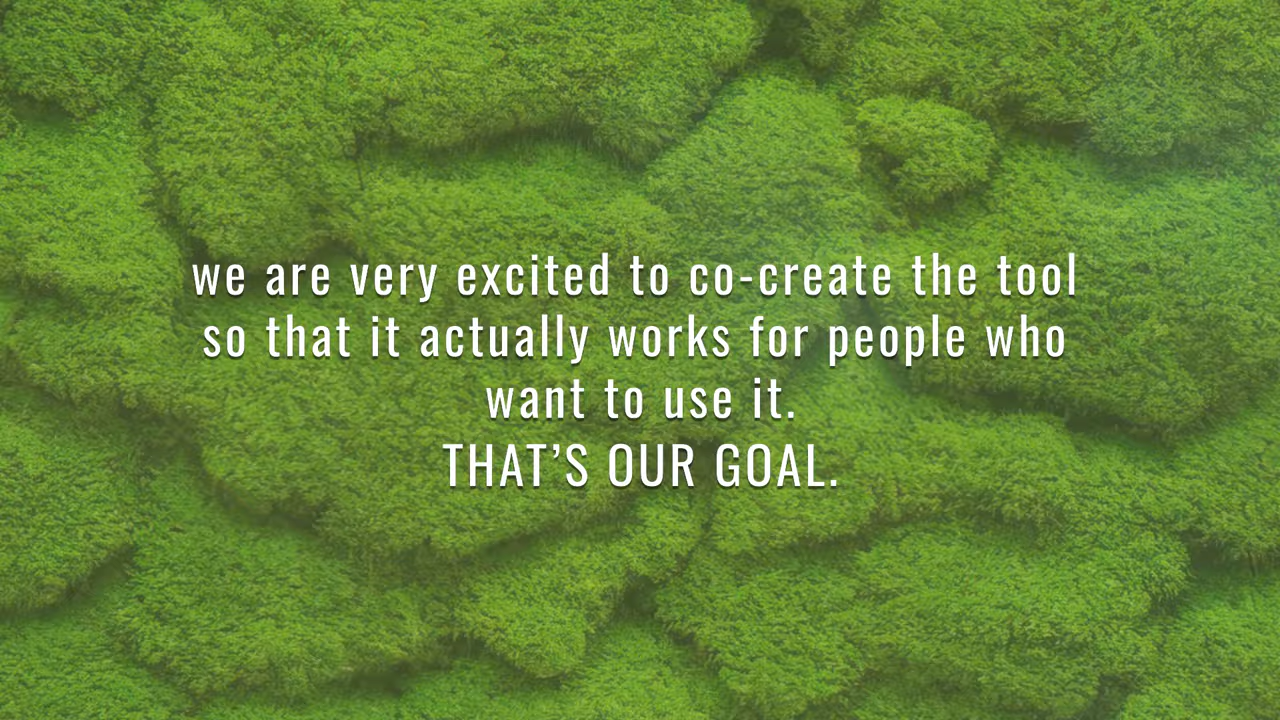 we are very excited to co-create the tool
so that it actually works for people who
want to use it.
THAT’S OUR GOAL.